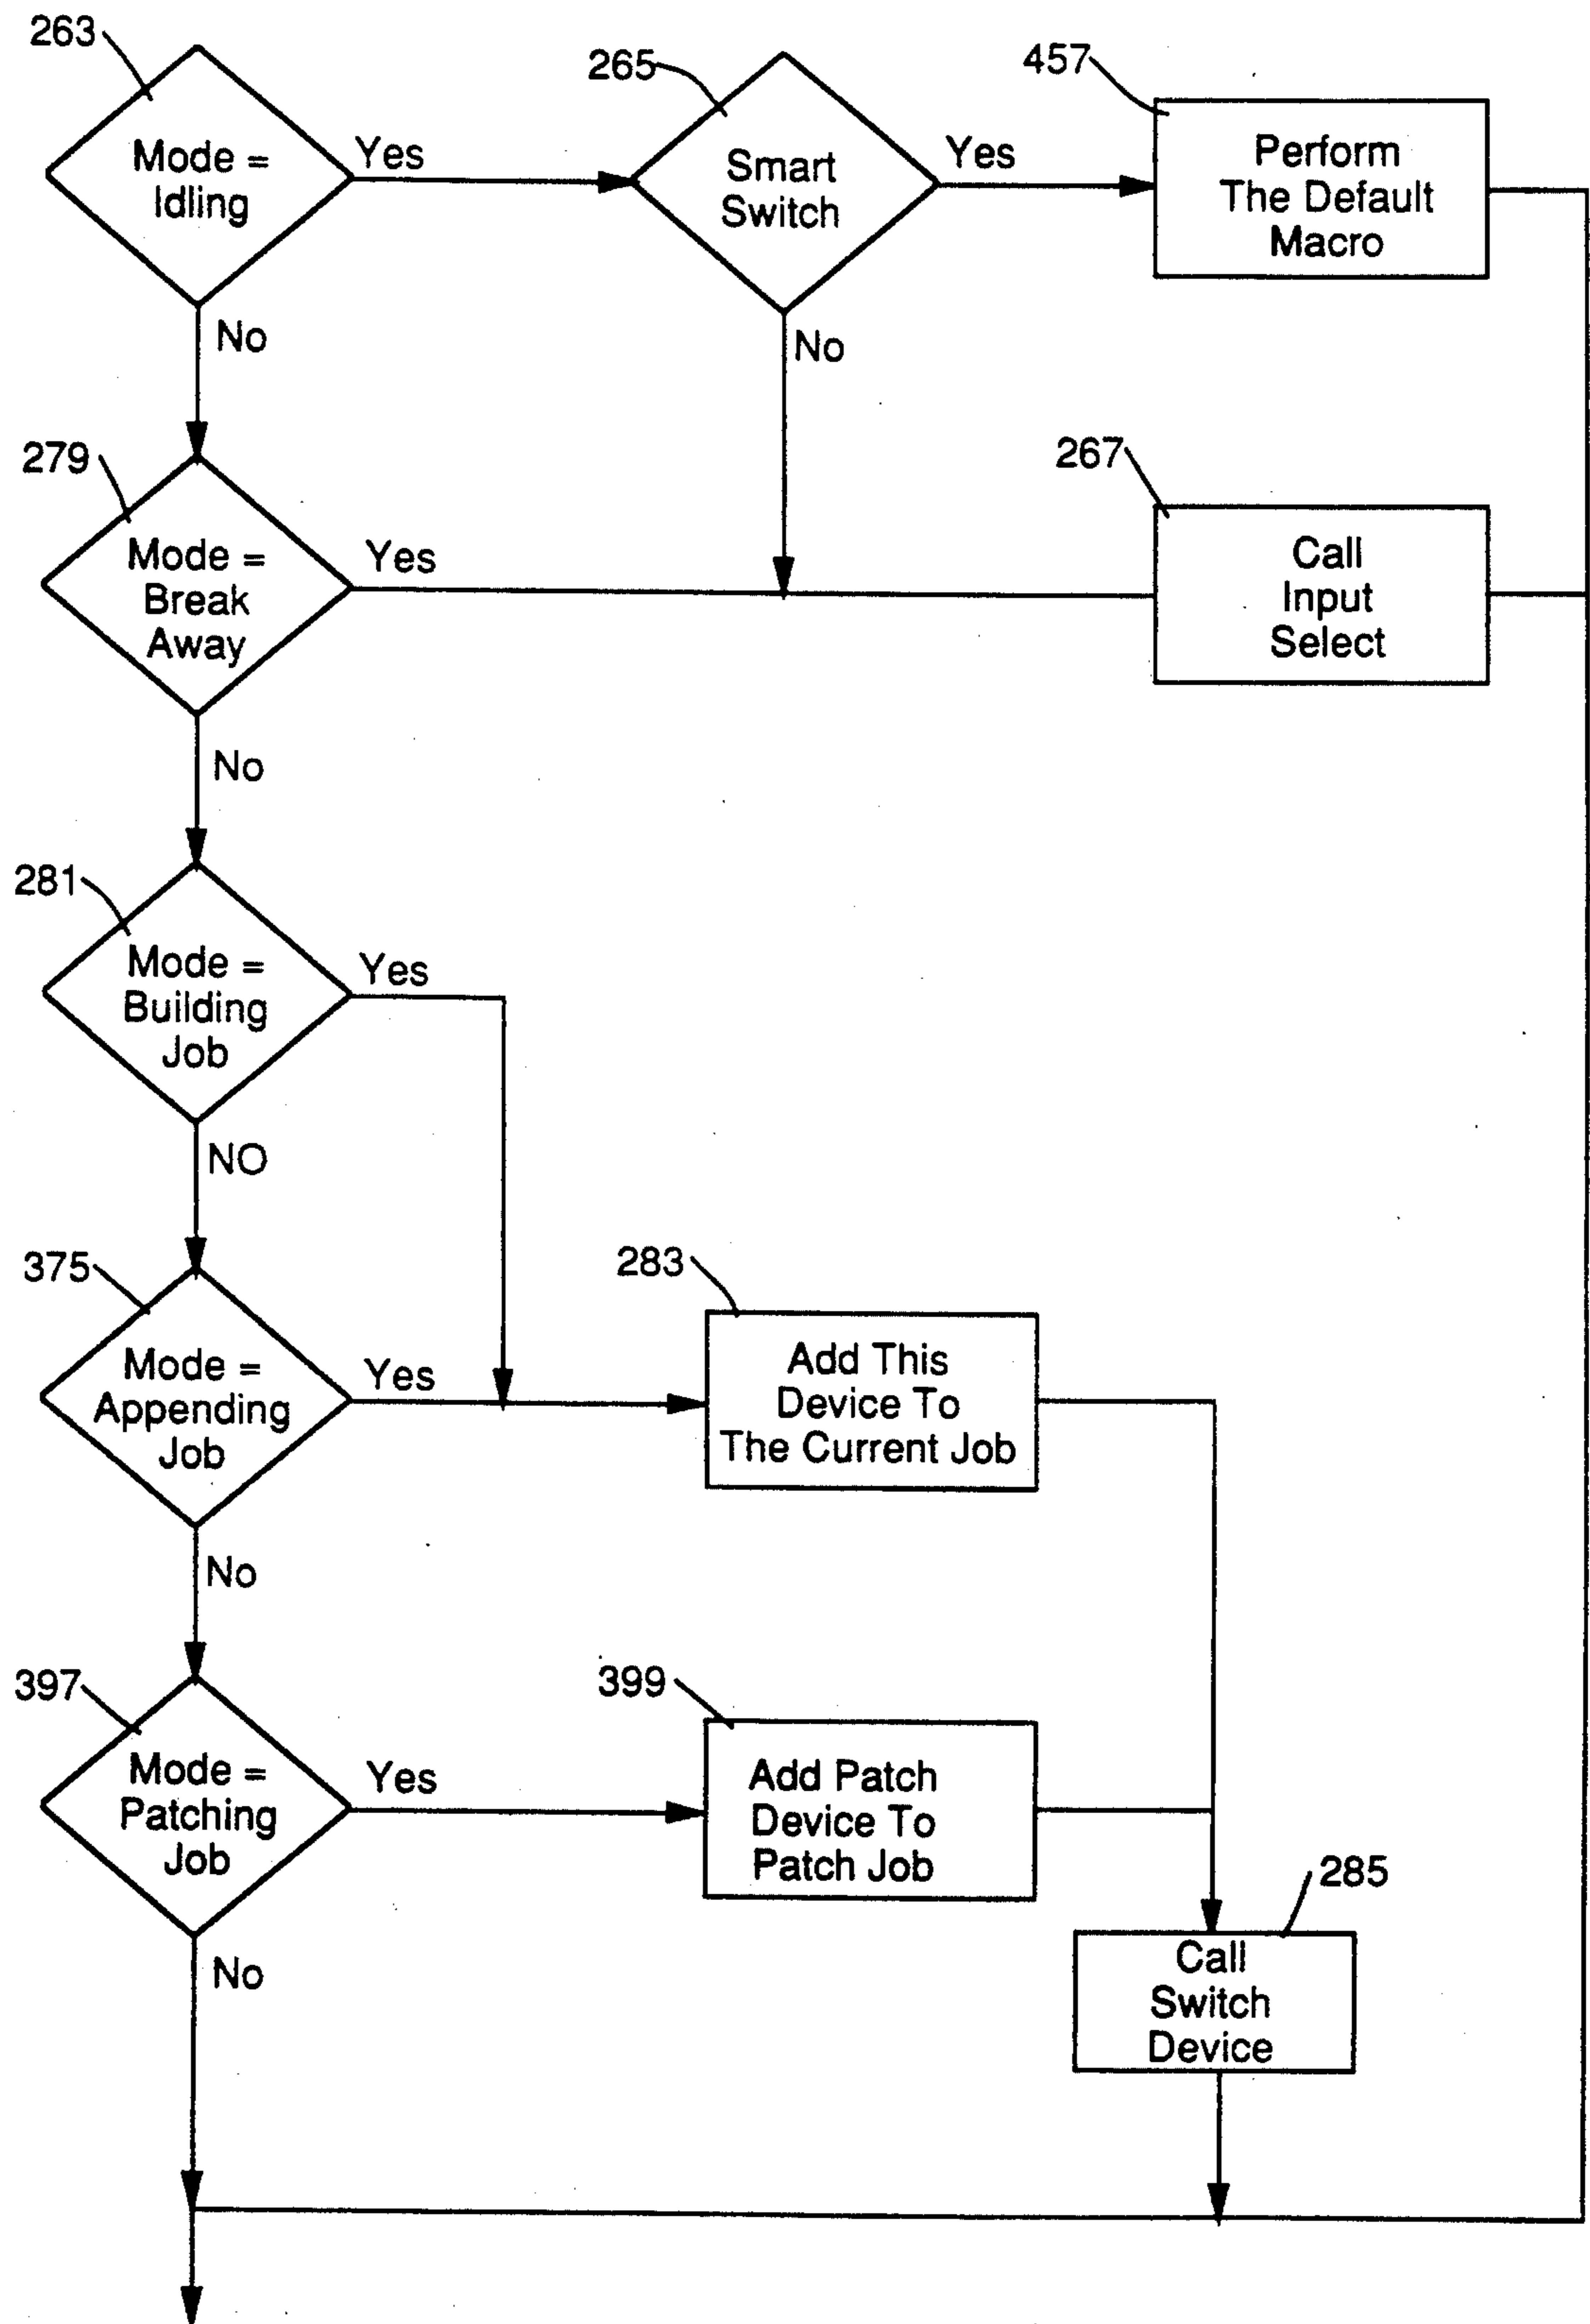 263
Mode =
Idling
Yes
No
265
Smart
Switch
Yes
No
457
Perform
The Default
Macro
279
Mode =
Break
Away
Yes
No
267
Call
Input
Select
281
Mode =
Building
Job
Yes
NO
375
Mode =
Appending
Job
Yes
No
283
Add This
Device To
The Current Job
397
Mode =
Patching
Job
Yes
No
399
Add Patch
Device To
Patch Job
285
Call
Switch
Device